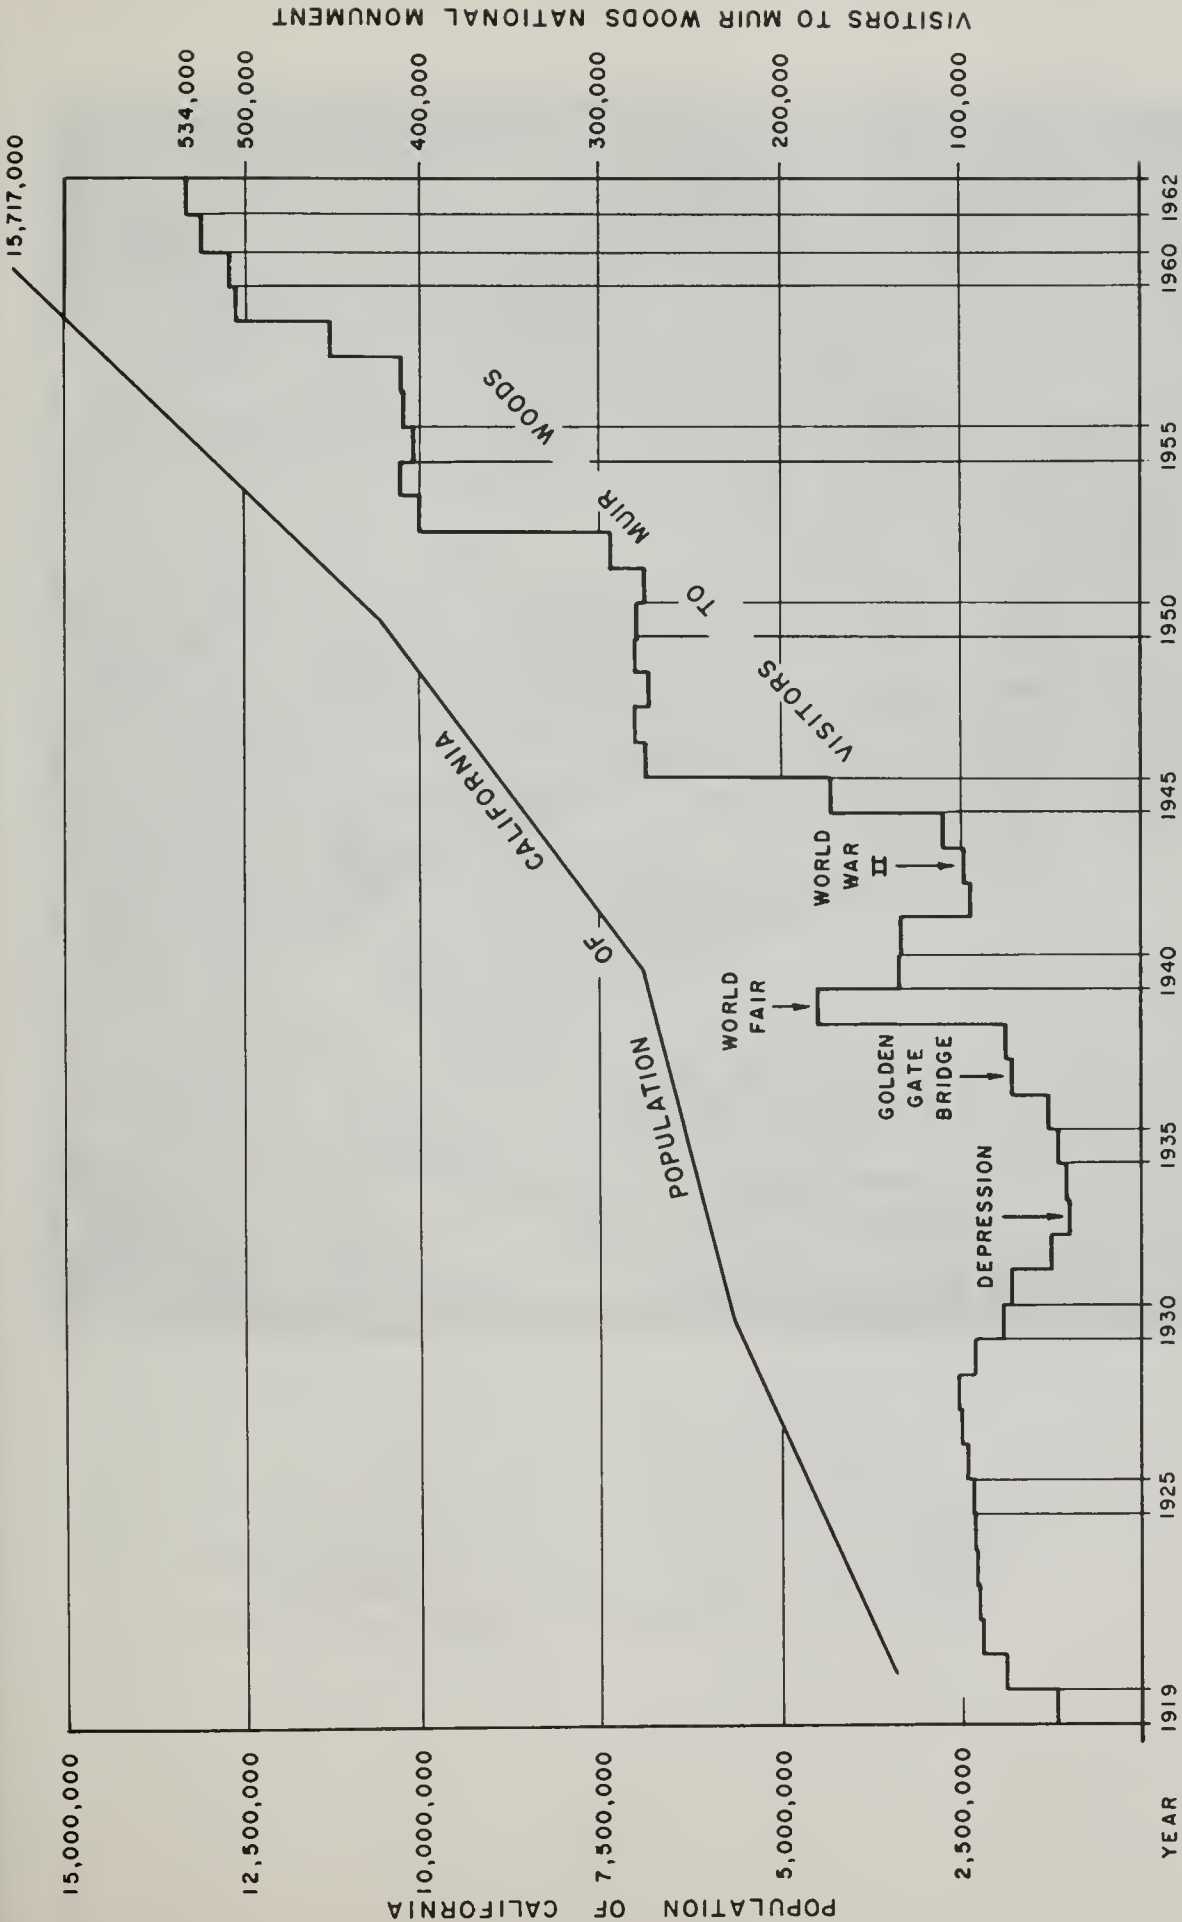 15,717,000
POPULATION OF CALIFORNIA
15,000,000
12,500,000
10,000,000
7,500,000
5,000,000
2,500,000
VISITORS TO MUIR WOODS NATIONAL MONUMENT
534,000
500,000
400,000
300,000
200,000
100,000
POPULATION OF CALIFORNIA
VISITORS TO MUIR WOODS
DEPRESSION
GOLDEN
GATE
BRIDGE
WORLD
FAIR
WORLD
WAR
II
YEAR 1919 1925 1930 1935 1940 1945 1950 1955 1960 1962